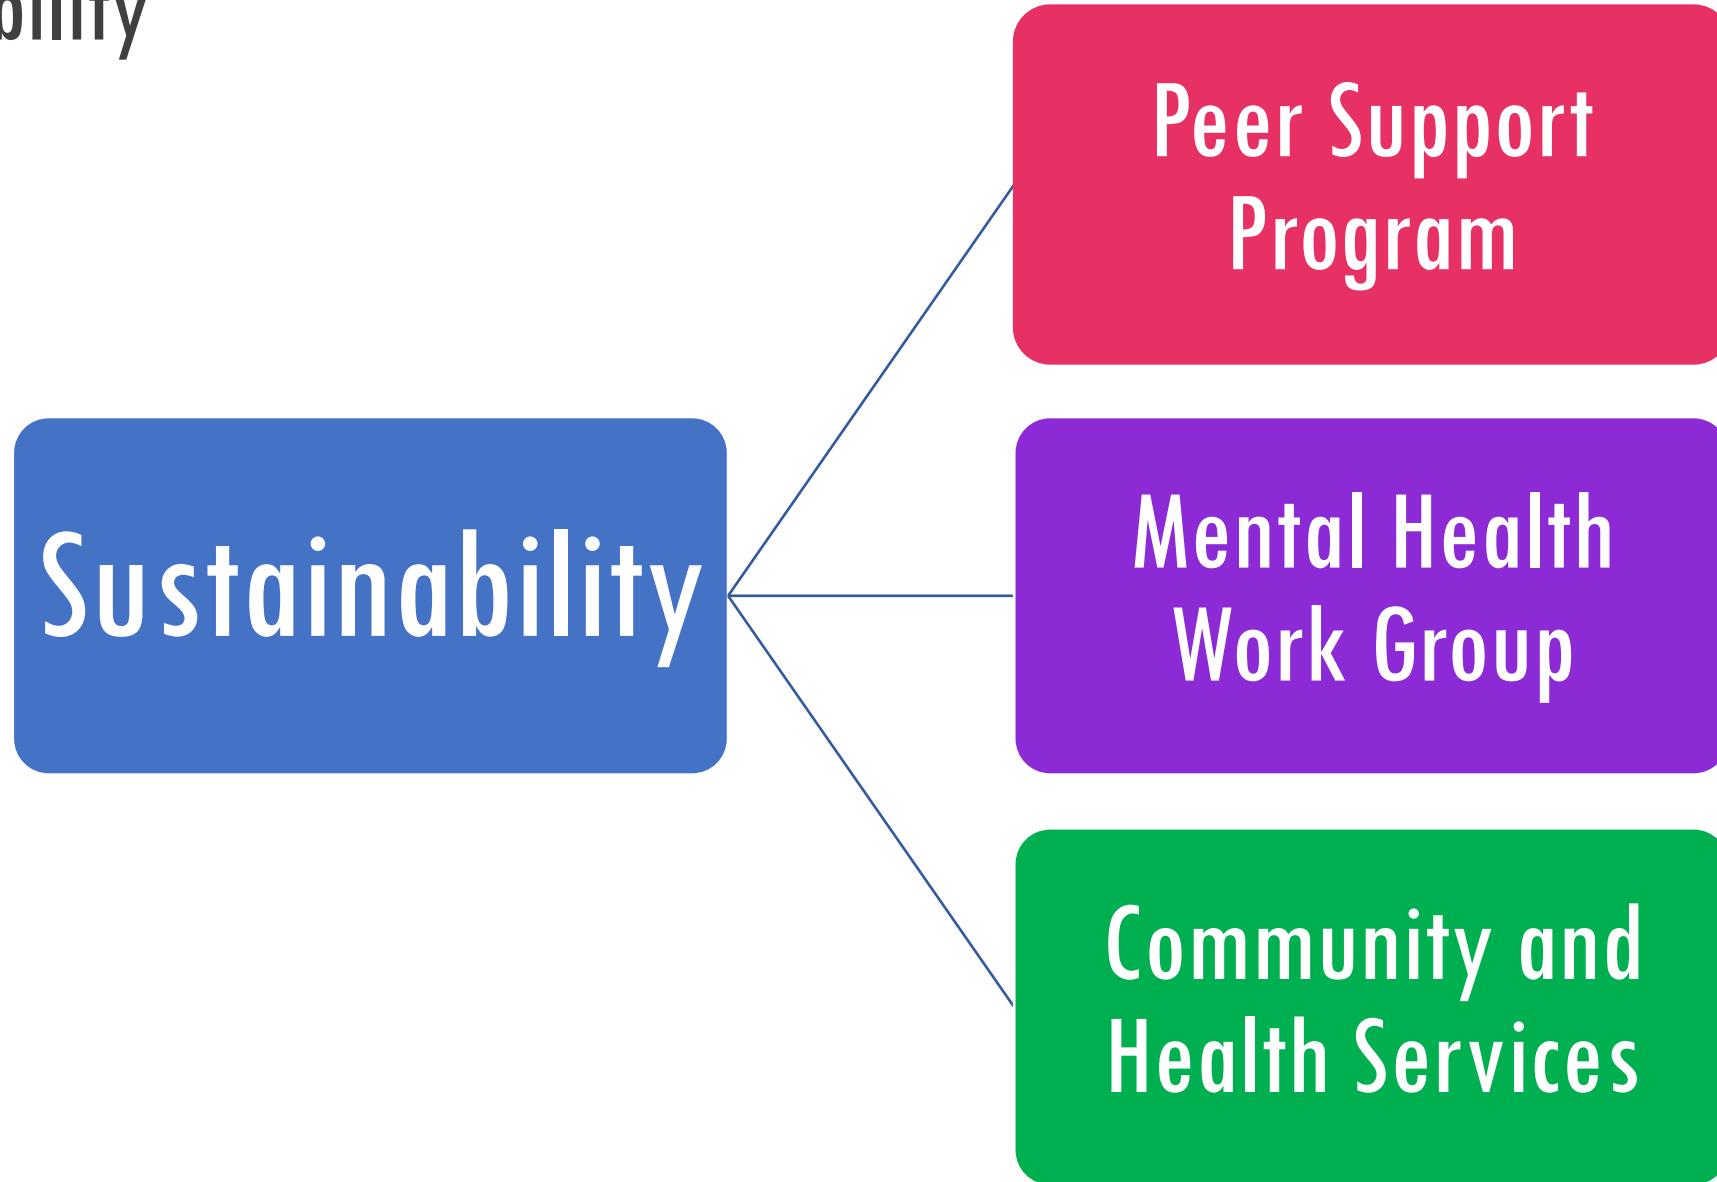 Peer Support
Program
Sustainability
Mental Health
Work Group
Community and
Health Services